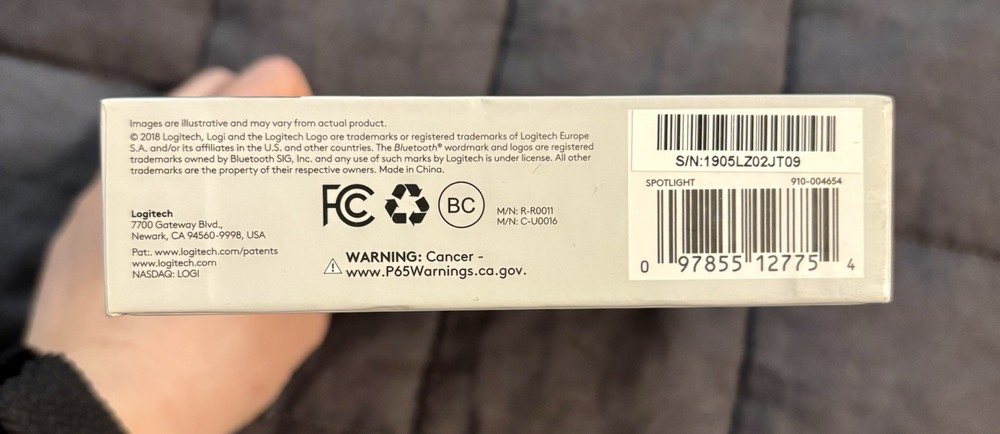 Images are illustrative and may vary from actual product.
© 2018 Logitech, Logi and the Logitech Logo are trademarks or registered trademarks of Logitech Europe
S.A. and/or its affiliates in the U.S. and other countries. The Bluetooth® wordmark and logos are registered
trademarks owned by Bluetooth SIG, Inc. and any use of such marks by Logitech is under license. All other
trademarks are the property of their respective owners. Made in China.
FC BC
M/N: R-R0011
M/N: C-U0016
Logitech
7700 Gateway Blvd.,
Newark, CA 94560-9998, USA
Pat:. www.logitech.com/patents
www.logitech.com
NASDAQ: LOGI
WARNING: Cancer -
www.P65Warnings.ca.gov.
S/N:1905LZ02JT09
SPOTLIGHT 910-004654
0 97855 12775 4